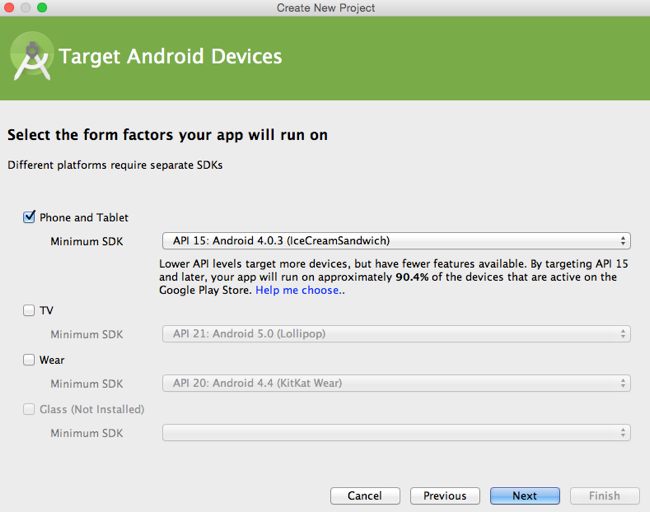 Create New Project
Target Android Devices
Select the form factors your app will run on
Different platforms require separate SDKs
Phone and Tablet
Minimum SDK API 15: Android 4.0.3 (IceCreamSandwich)
Lower API levels target more devices, but have fewer features available. By targeting API 15
and later, your app will run on approximately 90.4% of the devices that are active on the
Google Play Store. Help me choose..
TV
Minimum SDK API 21: Android 5.0 (Lollipop)
Wear
Minimum SDK API 20: Android 4.4 (KitKat Wear)
Glass (Not Installed)
Minimum SDK
Cancel Previous Next Finish